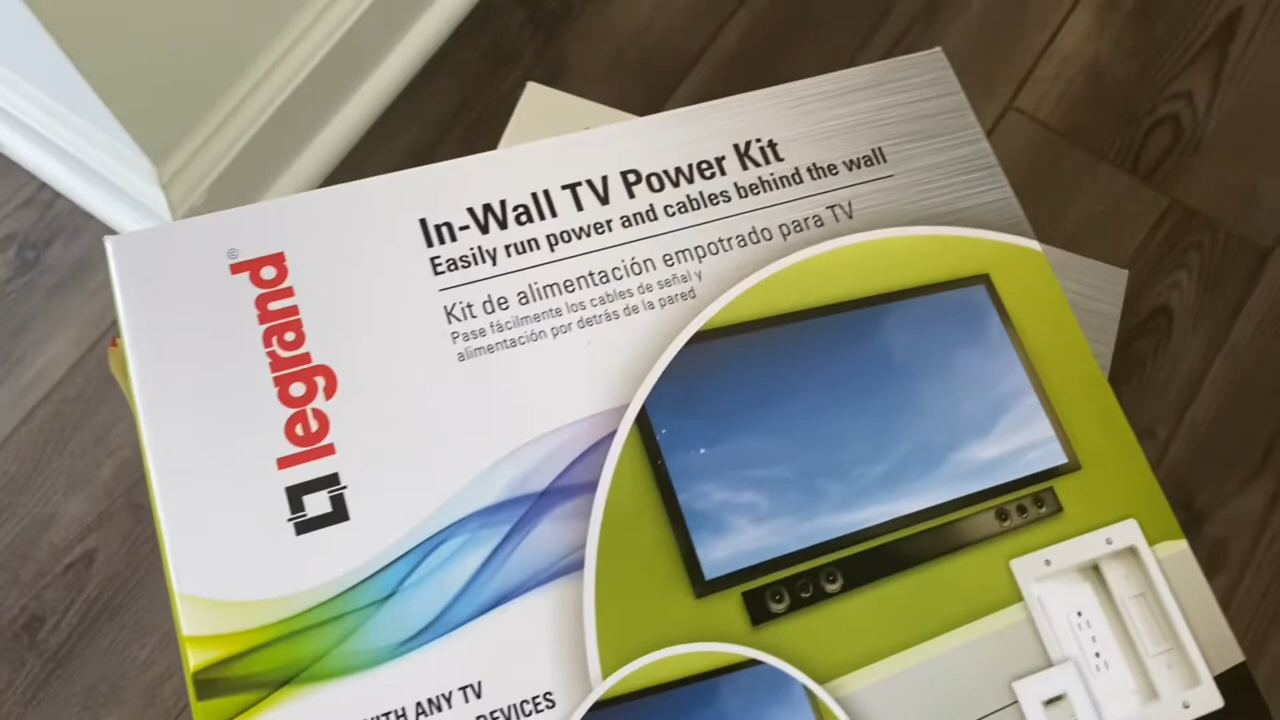 legrand®
In-Wall TV Power Kit
Easily run power and cables behind the wall
Kit de alimentación empotrado para TV
Pase fácilmente los cables de señal y
alimentación por detrás de la pared
WITH ANY TV
DEVICES